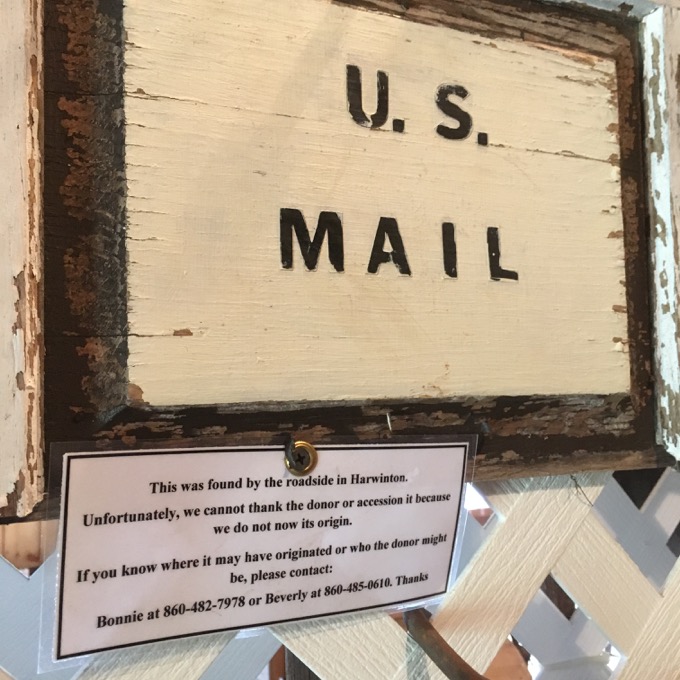 U. S.
MAIL
This was found by the roadside in Harwinton.
Unfortunately, we cannot thank the donor or accession it because
we do not now its origin.
If you know where it may have originated or who the donor might
be, please contact:
Bonnie at 860-482-7978 or Beverly at 860-485-0610. Thanks